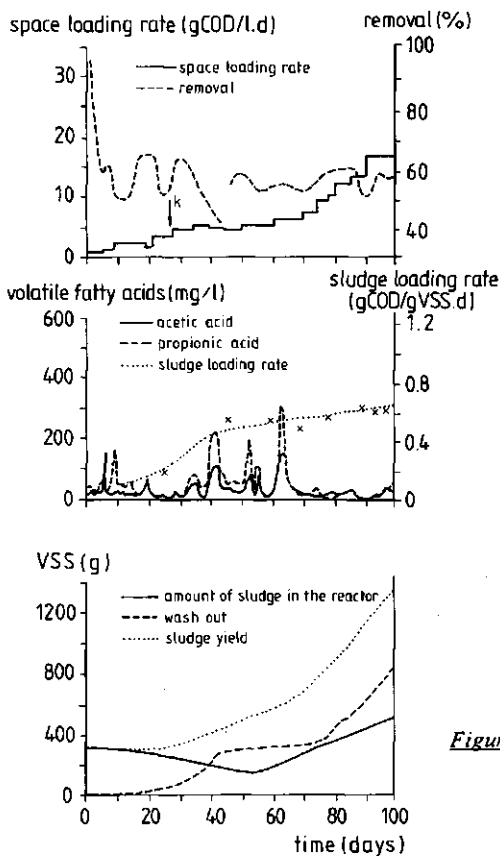 space loading rate (gCOD/l.d)
removal (%)
30
20
10
0
100
80
60
40
space loading rate
removal
k
volatile fatty acids (mg/l)
sludge loading rate
(gCOD/gVSS.d)
600
400
200
0
1.2
0.8
0.4
0
acetic acid
propionic acid
sludge loading rate
VSS (g)
1200
800
400
0
amount of sludge in the reactor
wash out
sludge yield
0
20
40
60
80
100
time (days)